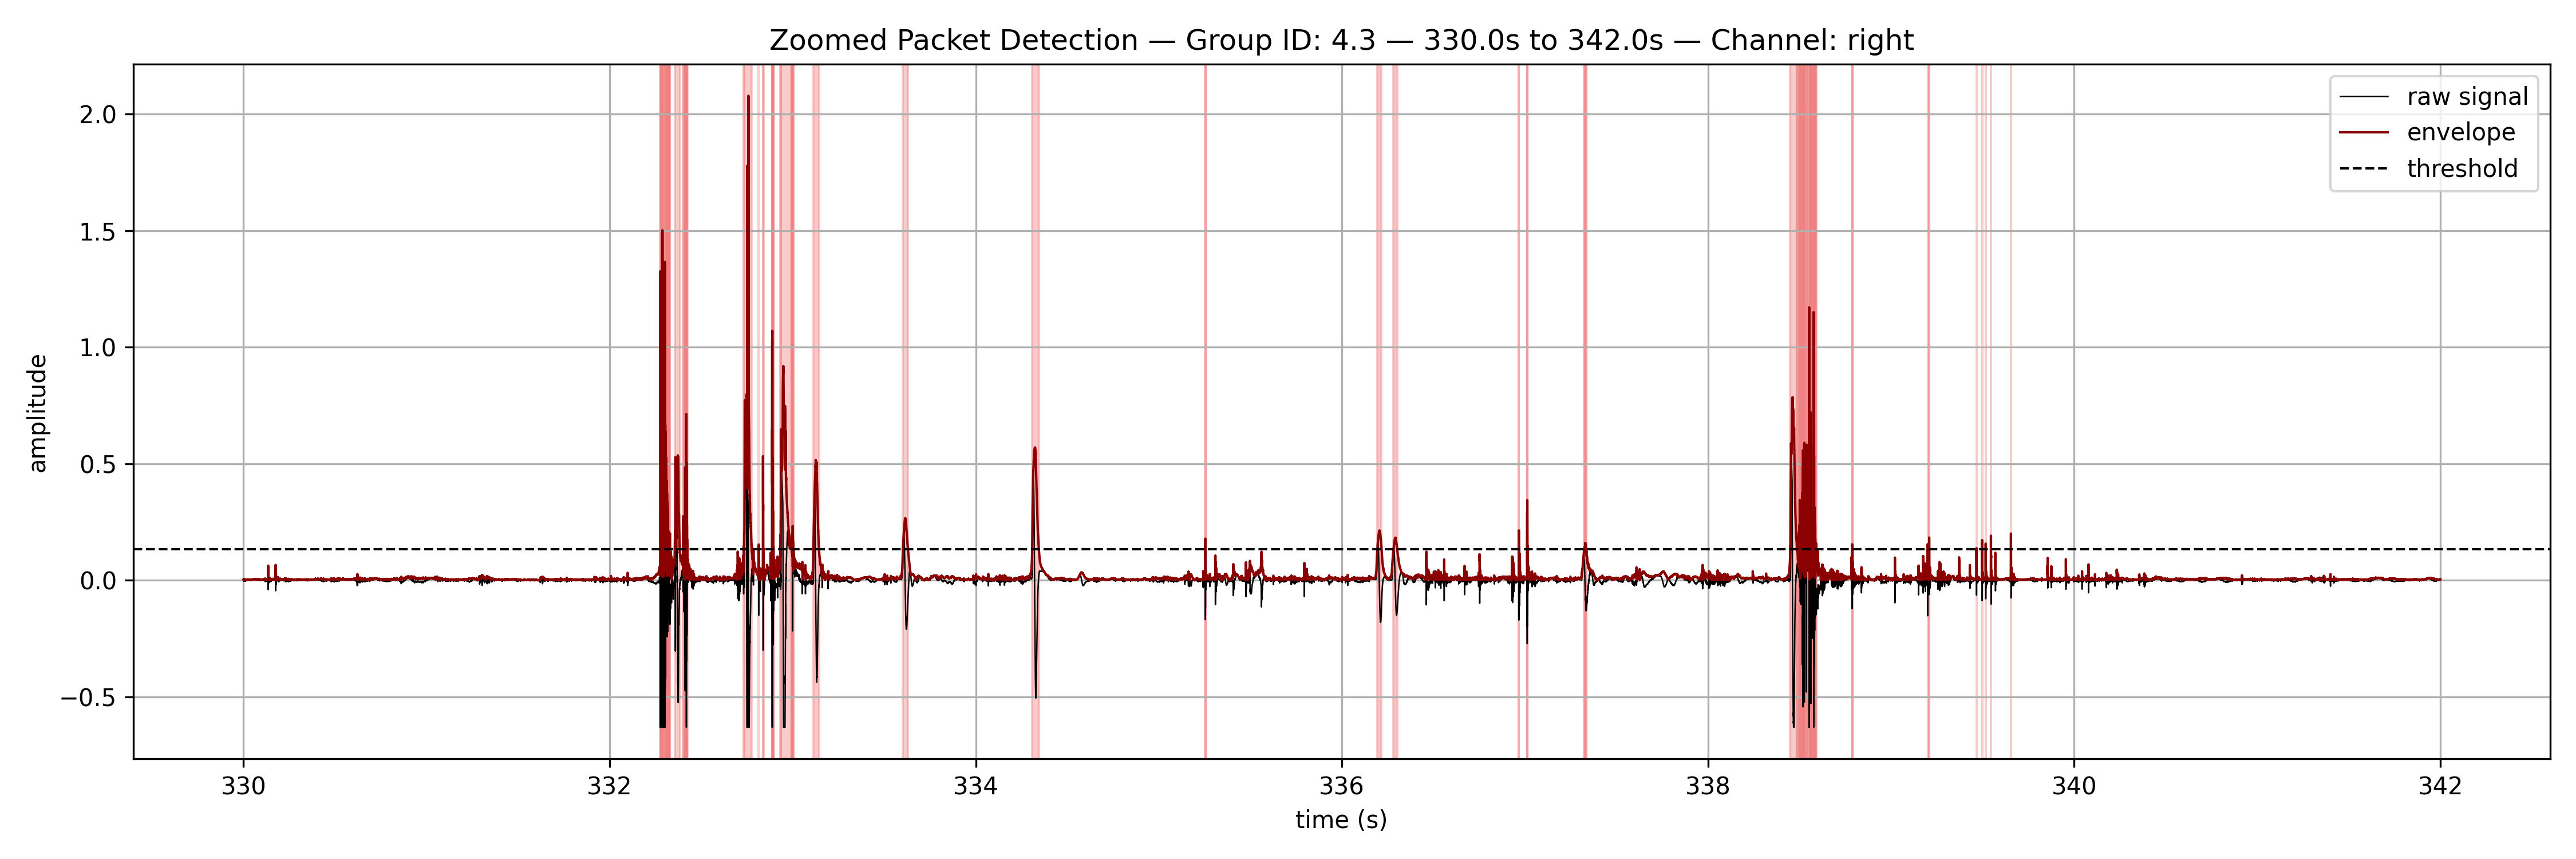 Zoomed Packet Detection — Group ID: 4.3 — 330.0s to 342.0s — Channel: right
raw signal
envelope
threshold
amplitude
2.0
1.5
1.0
0.5
0.0
−0.5
330
332
334
336
338
340
342
time (s)